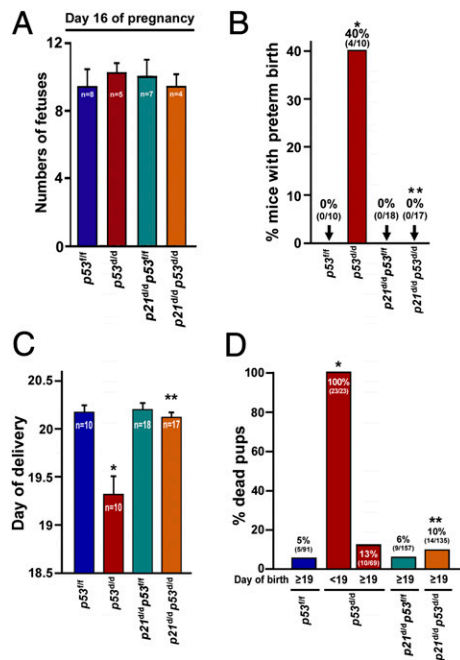 A
Day 16 of pregnancy
Numbers of fetuses
12
9
6
3
0
n=8
n=5
n=7
n=4
p53f/f
p53d/d
p21d/dp53f/f
p21d/dp53d/d
B
% mice with preterm birth
40
30
20
10
0
*
40%
(4/10)
0%
(0/10)
0%
(0/18)
**
0%
(0/17)
p53f/f
p53d/d
p21d/dp53f/f
p21d/dp53d/d
C
Day of delivery
20.5
20
19.5
19
18.5
n=10
*
n=10
n=18
**
n=17
p53f/f
p53d/d
p21d/dp53f/f
p21d/dp53d/d
D
% dead pups
100
80
60
40
20
0
5%
(5/91)
*
100%
(23/23)
13%
(10/69)
6%
(9/157)
**
10%
(14/135)
Day of birth ≥19 <19 ≥19 ≥19 ≥19
p53f/f
p53d/d
p21d/dp53f/f
p21d/dp53d/d